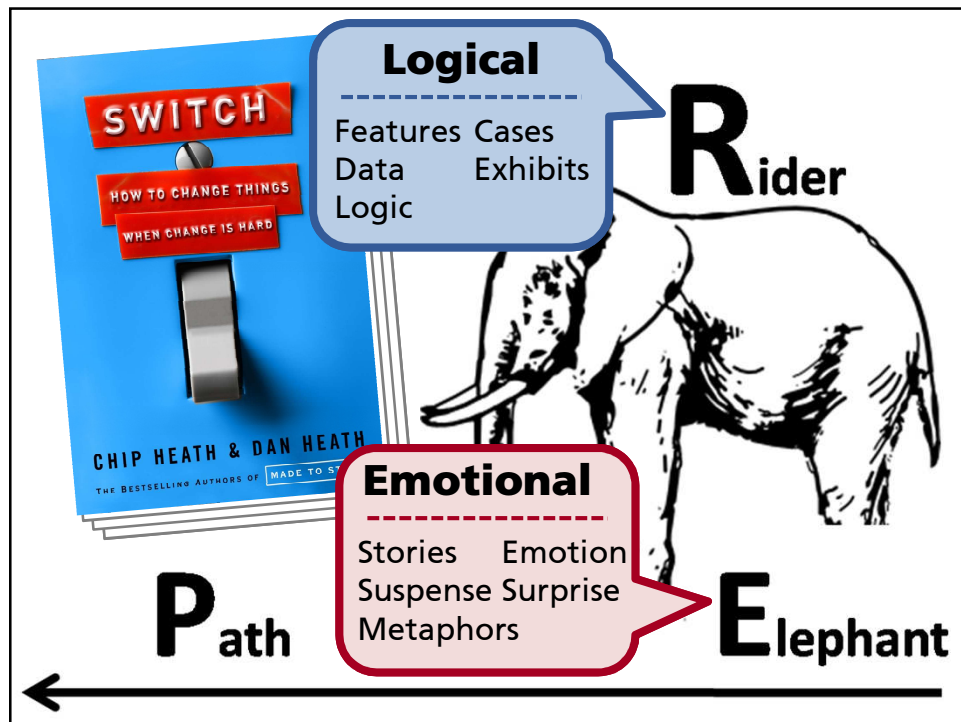 SWITCH
HOW TO CHANGE THINGS
WHEN CHANGE IS HARD
CHIP HEATH & DAN HEATH
THE BESTSELLING AUTHORS OF MADE TO
Logical
Features Cases
Data Exhibits
Logic
Rider
Emotional
Stories Emotion
Suspense Surprise
Metaphors
Path
Elephant